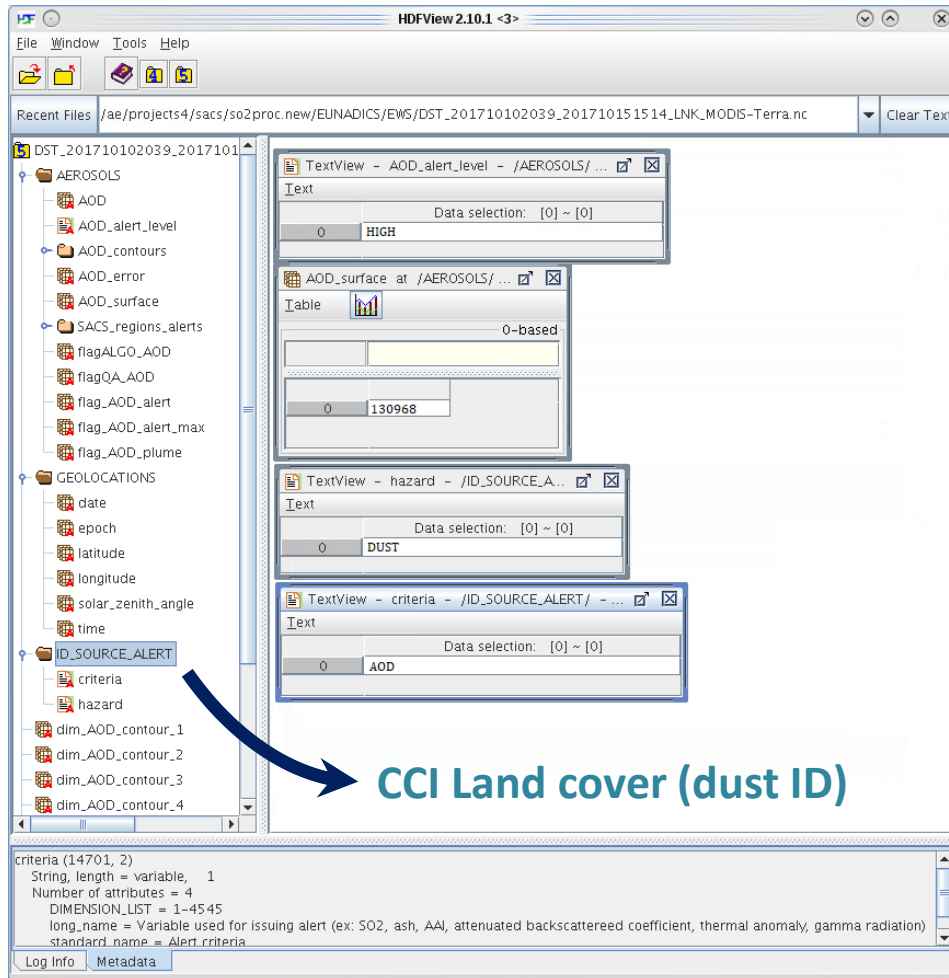 HDF
HDFView 2.10.1 <3>
File Window Tools Help
4 5
Recent Files /ae/projects4/sacs/so2proc.new/EUNADICS/EWS/DST_201710102039_201710151514_LNK_MODIS-Terra.nc Clear Text
5 DST_201710102039_2017101
AEROSOLS
AOD
AOD_alert_level
AOD_contours
AOD_error
AOD_surface
SACS_regions_alerts
flagALGO_AOD
flagQA_AOD
flag_AOD_alert
flag_AOD_alert_max
flag_AOD_plume
GEOLOCATIONS
date
epoch
latitude
longitude
solar_zenith_angle
time
ID_SOURCE_ALERT
criteria
hazard
dim_AOD_contour_1
dim_AOD_contour_2
dim_AOD_contour_3
dim_AOD_contour_4
TextView - AOD_alert_level - /AEROSOLS/ ...
Text
Data selection: [0] ~ [0]
0 HIGH
AOD_surface at /AEROSOLS/ ...
Table
0-based
0 130968
TextView - hazard - /ID_SOURCE_A...
Text
Data selection: [0] ~ [0]
0 DUST
TextView - criteria - /ID_SOURCE_ALERT/ - ...
Text
Data selection: [0] ~ [0]
0 AOD
CCI Land cover (dust ID)
criteria (14701, 2)
String, length = variable, 1
Number of attributes = 4
DIMENSION_LIST = 1-4545
long_name = Variable used for issuing alert (ex: SO2, ash, AAI, attenuated backscattereed coefficient, thermal anomaly, gamma radiation)
standard_name = Alert criteria
Log Info Metadata